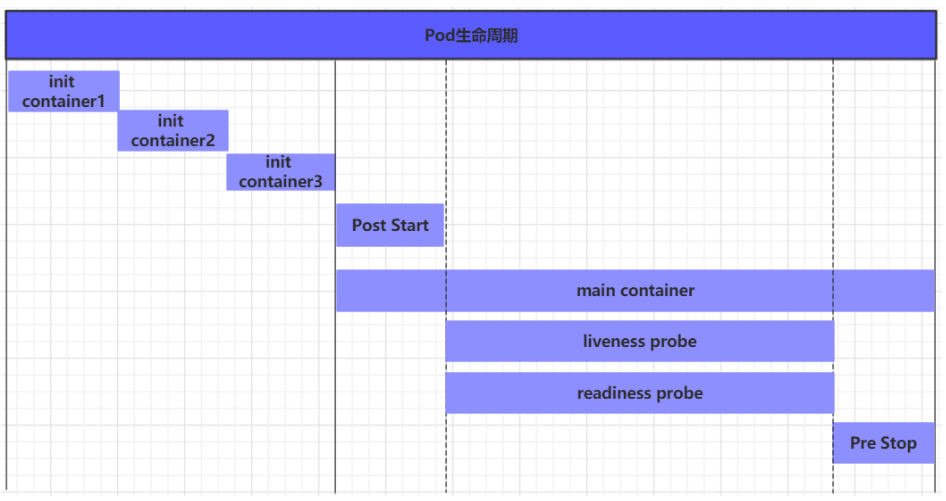 Pod生命周期
init
container1
init
container2
init
container3
Post Start
main container
liveness probe
readiness probe
Pre Stop